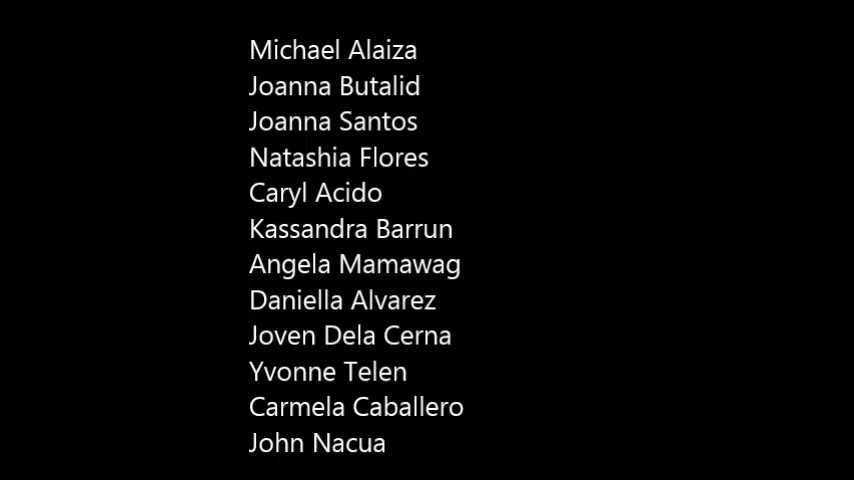 Michael Alaiza
Joanna Butalid
Joanna Santos
Natashia Flores
Caryl Acido
Kassandra Barrun
Angela Mamawag
Daniella Alvarez
Joven Dela Cerna
Yvonne Telen
Carmela Caballero
John Nacua